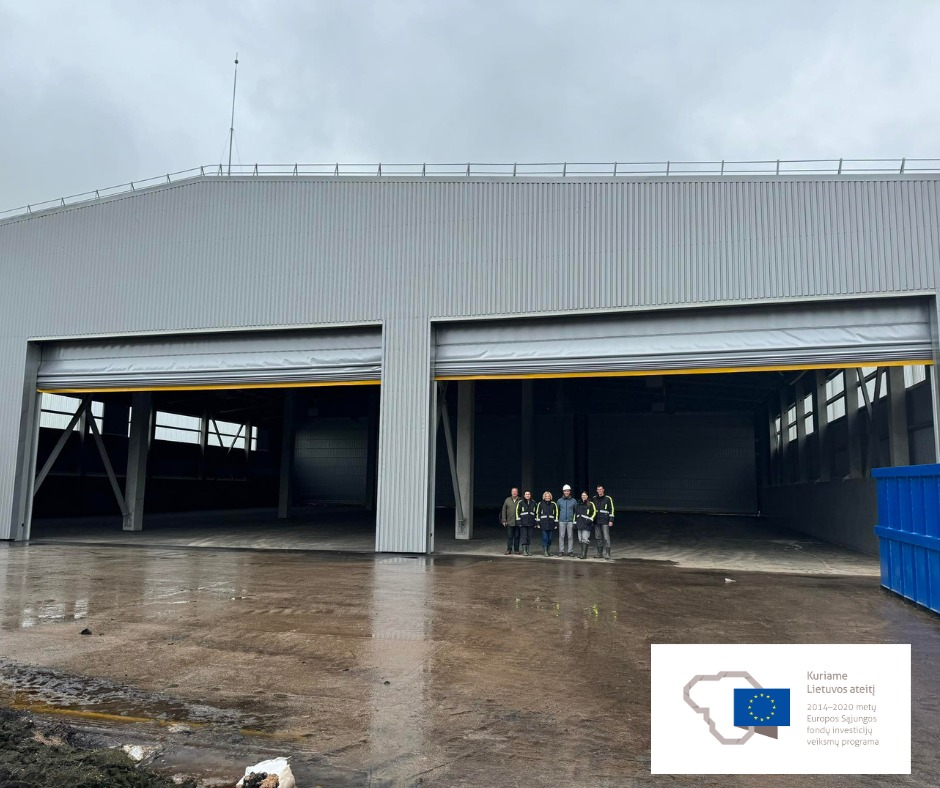 Kuriame
Lietuvos ateitį
2014–2020 metų
Europos Sąjungos
fondų investicijų
veiksmų programa